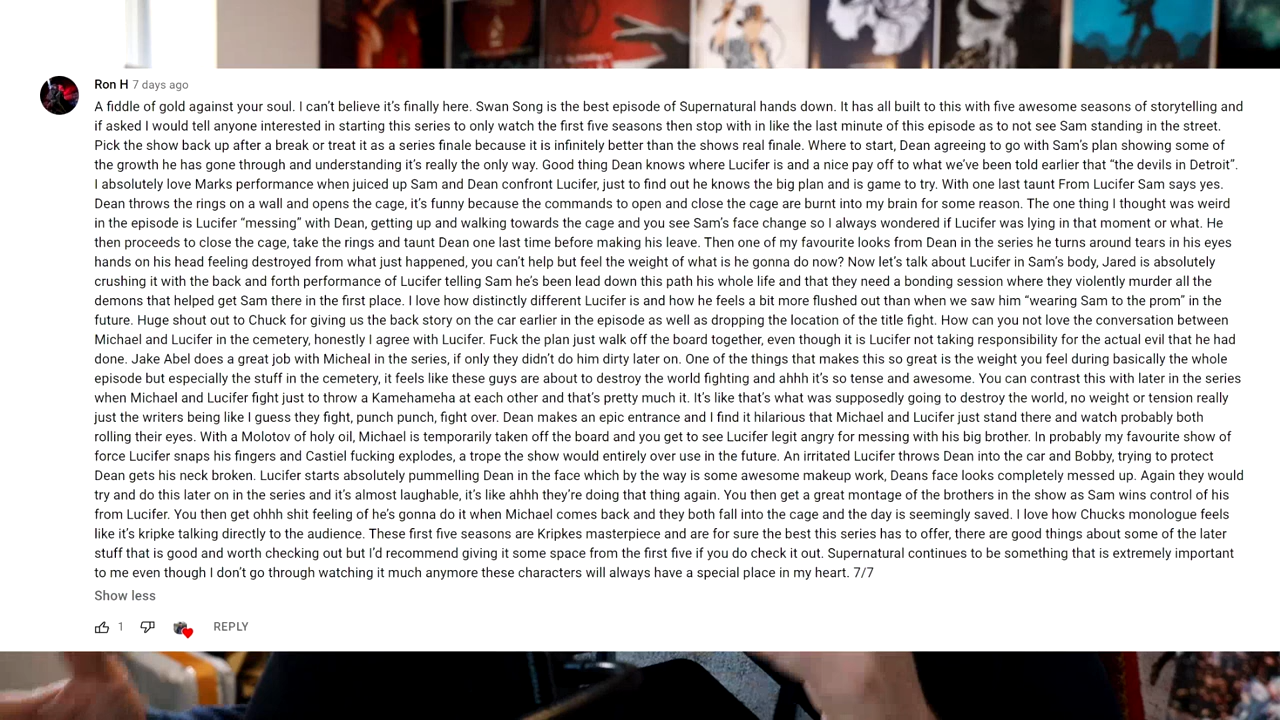 Ron H 7 days ago
A fiddle of gold against your soul. I can't believe it's finally here. Swan Song is the best episode of Supernatural hands down. It has all built to this with five awesome seasons of storytelling and
if asked I would tell anyone interested in starting this series to only watch the first five seasons then stop with in like the last minute of this episode as to not see Sam standing in the street.
Pick the show back up after a break or treat it as a series finale because it is infinitely better than the shows real finale. Where to start, Dean agreeing to go with Sam's plan showing some of
the growth he has gone through and understanding it's really the only way. Good thing Dean knows where Lucifer is and a nice pay off to what we've been told earlier that “the devils in Detroit”.
I absolutely love Marks performance when juiced up Sam and Dean confront Lucifer, just to find out he knows the big plan and is game to try. With one last taunt From Lucifer Sam says yes.
Dean throws the rings on a wall and opens the cage, it's funny because the commands to open and close the cage are burnt into my brain for some reason. The one thing I thought was weird
in the episode is Lucifer “messing” with Dean, getting up and walking towards the cage and you see Sam's face change so I always wondered if Lucifer was lying in that moment or what. He
then proceeds to close the cage, take the rings and taunt Dean one last time before making his leave. Then one of my favourite looks from Dean in the series he turns around tears in his eyes
hands on his head feeling destroyed from what just happened, you can't help but feel the weight of what is he gonna do now? Now let's talk about Lucifer in Sam's body, Jared is absolutely
crushing it with the back and forth performance of Lucifer telling Sam he's been lead down this path his whole life and that they need a bonding session where they violently murder all the
demons that helped get Sam there in the first place. I love how distinctly different Lucifer is and how he feels a bit more flushed out than when we saw him “wearing Sam to the prom” in the
future. Huge shout out to Chuck for giving us the back story on the car earlier in the episode as well as dropping the location of the title fight. How can you not love the conversation between
Michael and Lucifer in the cemetery, honestly I agree with Lucifer. Fuck the plan just walk off the board together, even though it is Lucifer not taking responsibility for the actual evil that he had
done. Jake Abel does a great job with Micheal in the series, if only they didn't do him dirty later on. One of the things that makes this so great is the weight you feel during basically the whole
episode but especially the stuff in the cemetery, it feels like these guys are about to destroy the world fighting and ahhh it's so tense and awesome. You can contrast this with later in the series
when Michael and Lucifer fight just to throw a Kamehameha at each other and that's pretty much it. It's like that's what was supposedly going to destroy the world, no weight or tension really
just the writers being like I guess they fight, punch punch, fight over. Dean makes an epic entrance and I find it hilarious that Michael and Lucifer just stand there and watch probably both
rolling their eyes. With a Molotov of holy oil, Michael is temporarily taken off the board and you get to see Lucifer legit angry for messing with his big brother. In probably my favourite show of
force Lucifer snaps his fingers and Castiel fucking explodes, a trope the show would entirely over use in the future. An irritated Lucifer throws Dean into the car and Bobby, trying to protect
Dean gets his neck broken. Lucifer starts absolutely pummelling Dean in the face which by the way is some awesome makeup work, Deans face looks completely messed up. Again they would
try and do this later on in the series and it's almost laughable, it's like ahhh they're doing that thing again. You then get a great montage of the brothers in the show as Sam wins control of his
from Lucifer. You then get ohhh shit feeling of he's gonna do it when Michael comes back and they both fall into the cage and the day is seemingly saved. I love how Chucks monologue feels
like it's kripke talking directly to the audience. These first five seasons are Kripkes masterpiece and are for sure the best this series has to offer, there are good things about some of the later
stuff that is good and worth checking out but I'd recommend giving it some space from the first five if you do check it out. Supernatural continues to be something that is extremely important
to me even though I don't go through watching it much anymore these characters will always have a special place in my heart. 7/7
Show less
1 REPLY